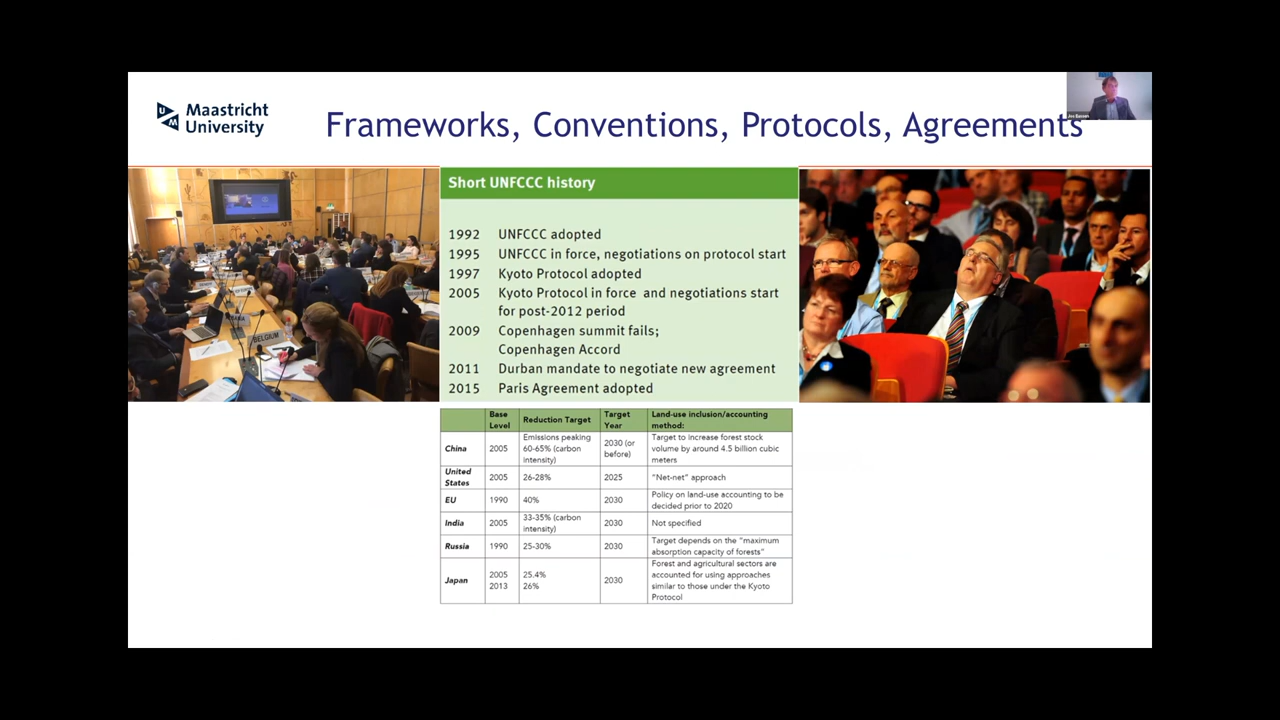 Maastricht
University
Frameworks, Conventions, Protocols, Agreements
Short UNFCCC history
1992 UNFCCC adopted
1995 UNFCCC in force, negotiations on protocol start
1997 Kyoto Protocol adopted
2005 Kyoto Protocol in force and negotiations start
for post-2012 period
2009 Copenhagen summit fails;
Copenhagen Accord
2011 Durban mandate to negotiate new agreement
2015 Paris Agreement adopted
BELGIUM
Base Level Reduction Target Target Year Land-use inclusion/accounting method:
China 2005 Emissions peaking 60-65% (carbon intensity) 2030 (or before) Target to increase forest stock volume by around 4.5 billion cubic meters
United States 2005 26-28% 2025 "Net-net" approach
EU 1990 40% 2030 Policy on land-use accounting to be decided prior to 2020
India 2005 33-35% (carbon intensity) 2030 Not specified
Russia 1990 25-30% 2030 Target depends on the "maximum absorption capacity of forests"
Japan 2005 2013 25.4% 26% 2030 Forest and agricultural sectors are accounted for using approaches similar to those under the Kyoto Protocol